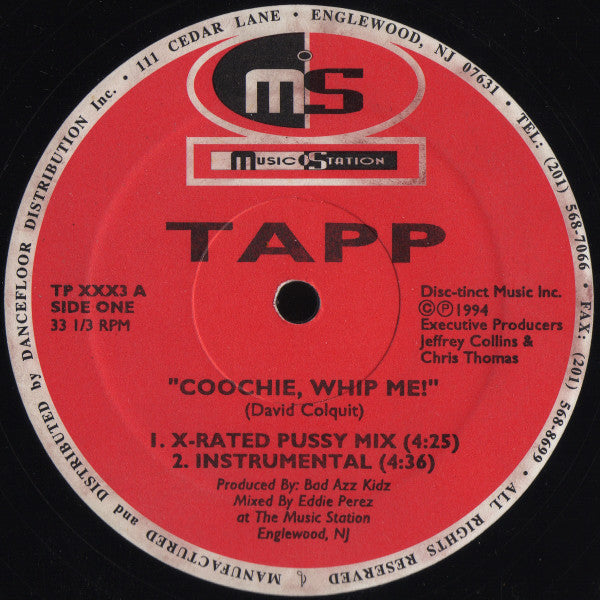 MANUFACTURED and DISTRIBUTED by DANCEFLOOR DISTRIBUTION Inc. • 111 CEDAR LANE • ENGLEWOOD, NJ 07631 • TEL: (201) 568-7066 • FAX: (201) 568-8699 • ALL RIGHTS RESERVED •
MS
MUSIC STATION
TAPP
TP XXX3 A
SIDE ONE
33 1/3 RPM
Disc-tinct Music Inc.
©℗1994
Executive Producers
Jeffrey Collins &
Chris Thomas
"COOCHIE, WHIP ME!"
(David Colquit)
1. X-RATED PUSSY MIX (4:25)
2. INSTRUMENTAL (4:36)
Produced By: Bad Azz Kidz
Mixed By Eddie Perez
at The Music Station
Englewood, NJ